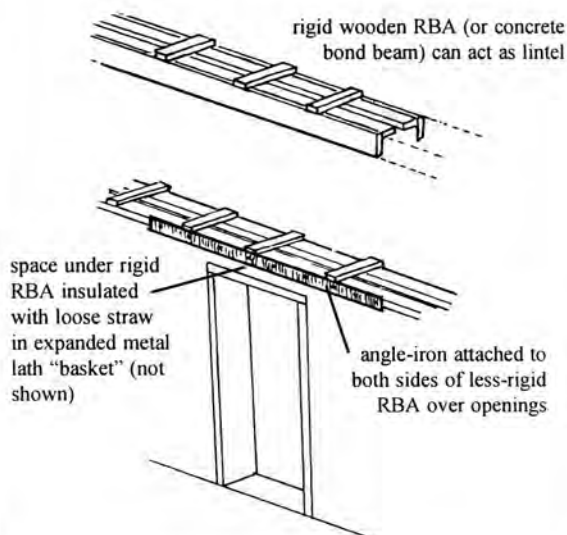 rigid wooden RBA (or concrete
bond beam) can act as lintel
space under rigid
RBA insulated
with loose straw
in expanded metal
lath “basket” (not
shown)
angle-iron attached to
both sides of less-rigid
RBA over openings